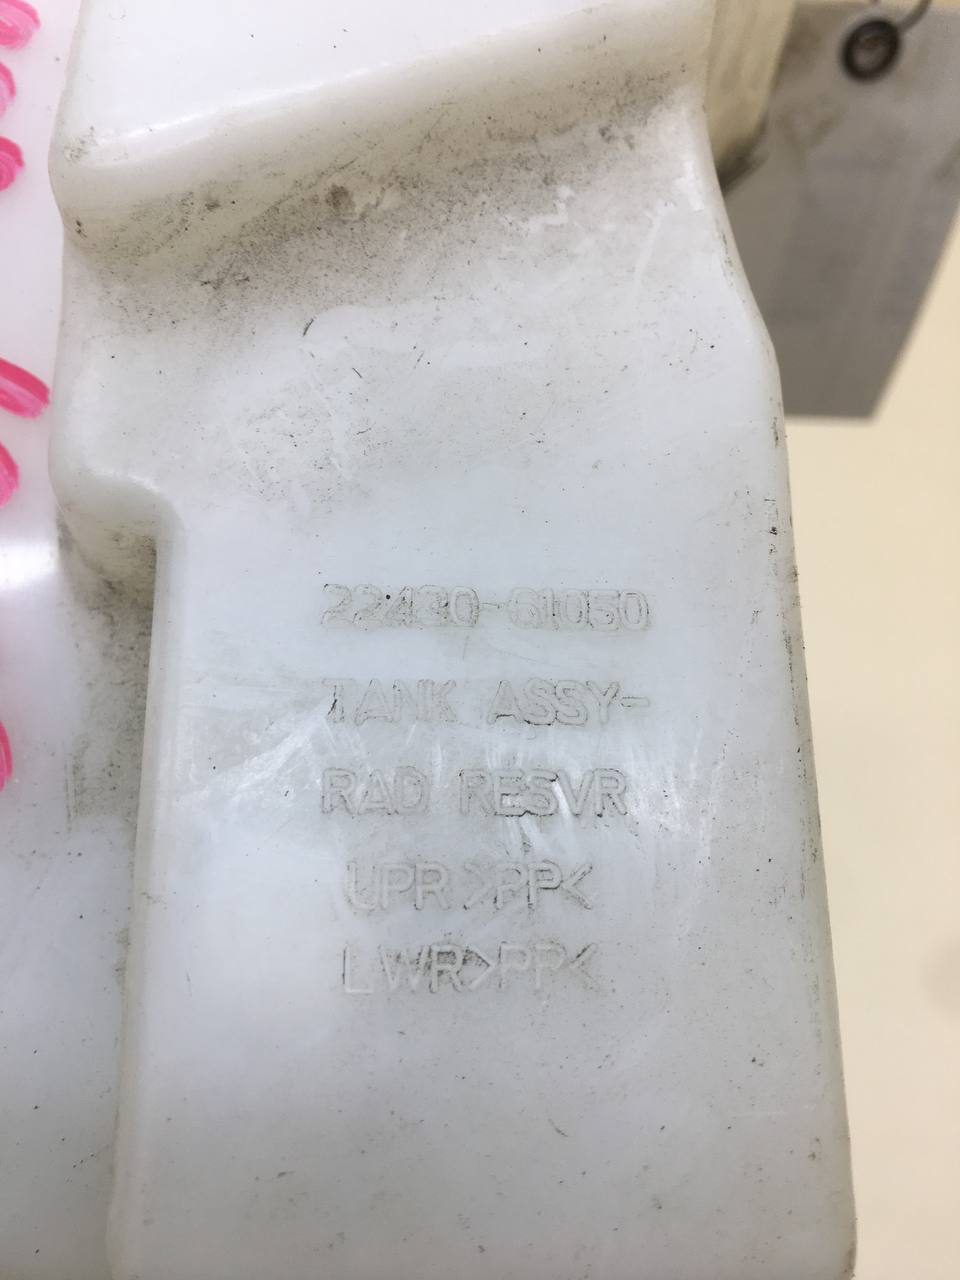 22430-61050
TANK ASSY-
RAD RESVR
UPR >PP<
LWR>PP<